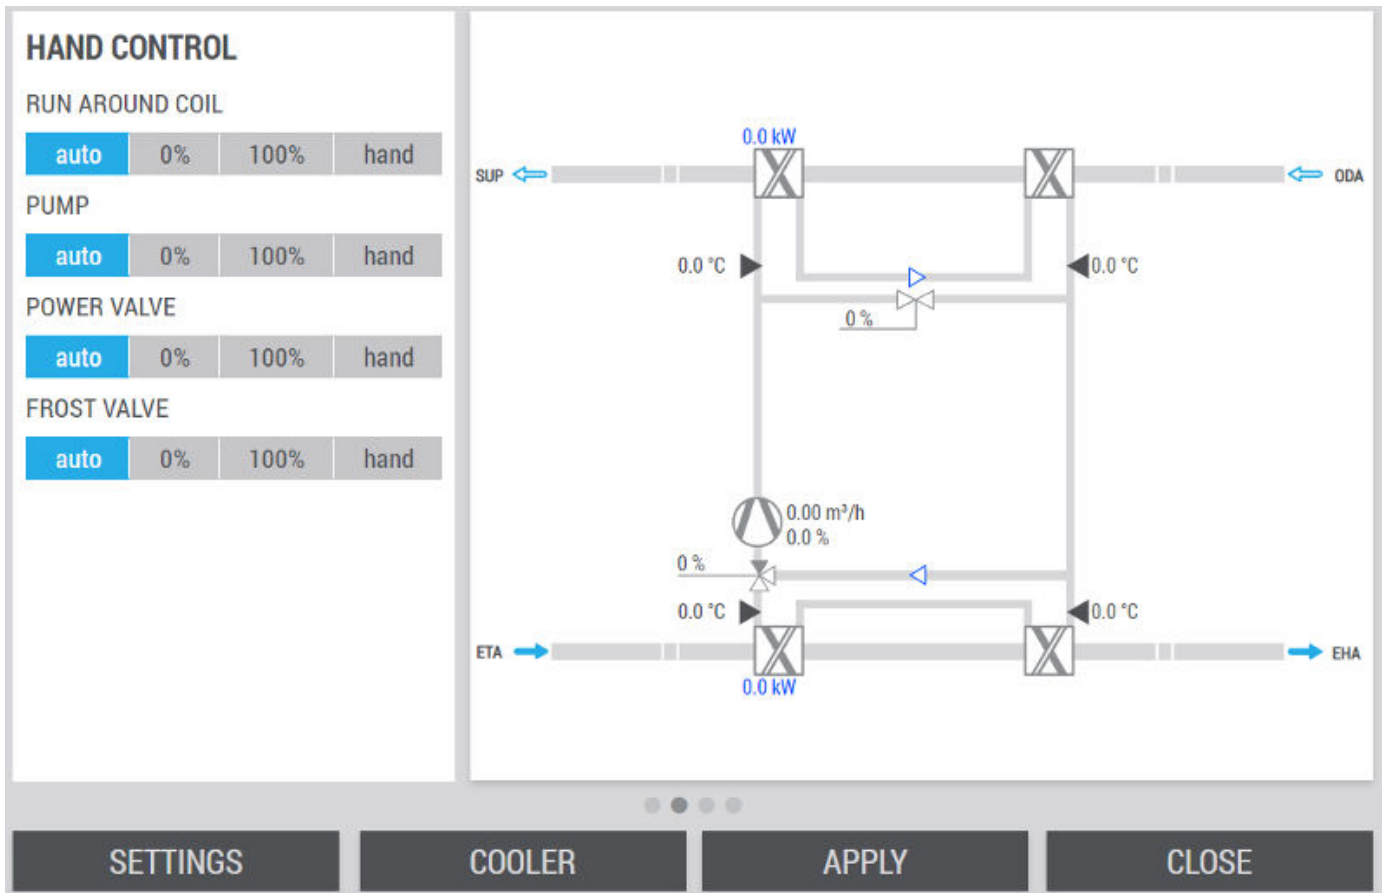 HAND CONTROL
RUN AROUND COIL
auto 0% 100% hand
PUMP
auto 0% 100% hand
POWER VALVE
auto 0% 100% hand
FROST VALVE
auto 0% 100% hand
0.0 kW
SUP ODA
0.0 °C 0.0 °C
0 %
0.00 m³/h
0.0 %
0 %
0.0 °C 0.0 °C
ETA EHA
0.0 kW
SETTINGS COOLER APPLY CLOSE